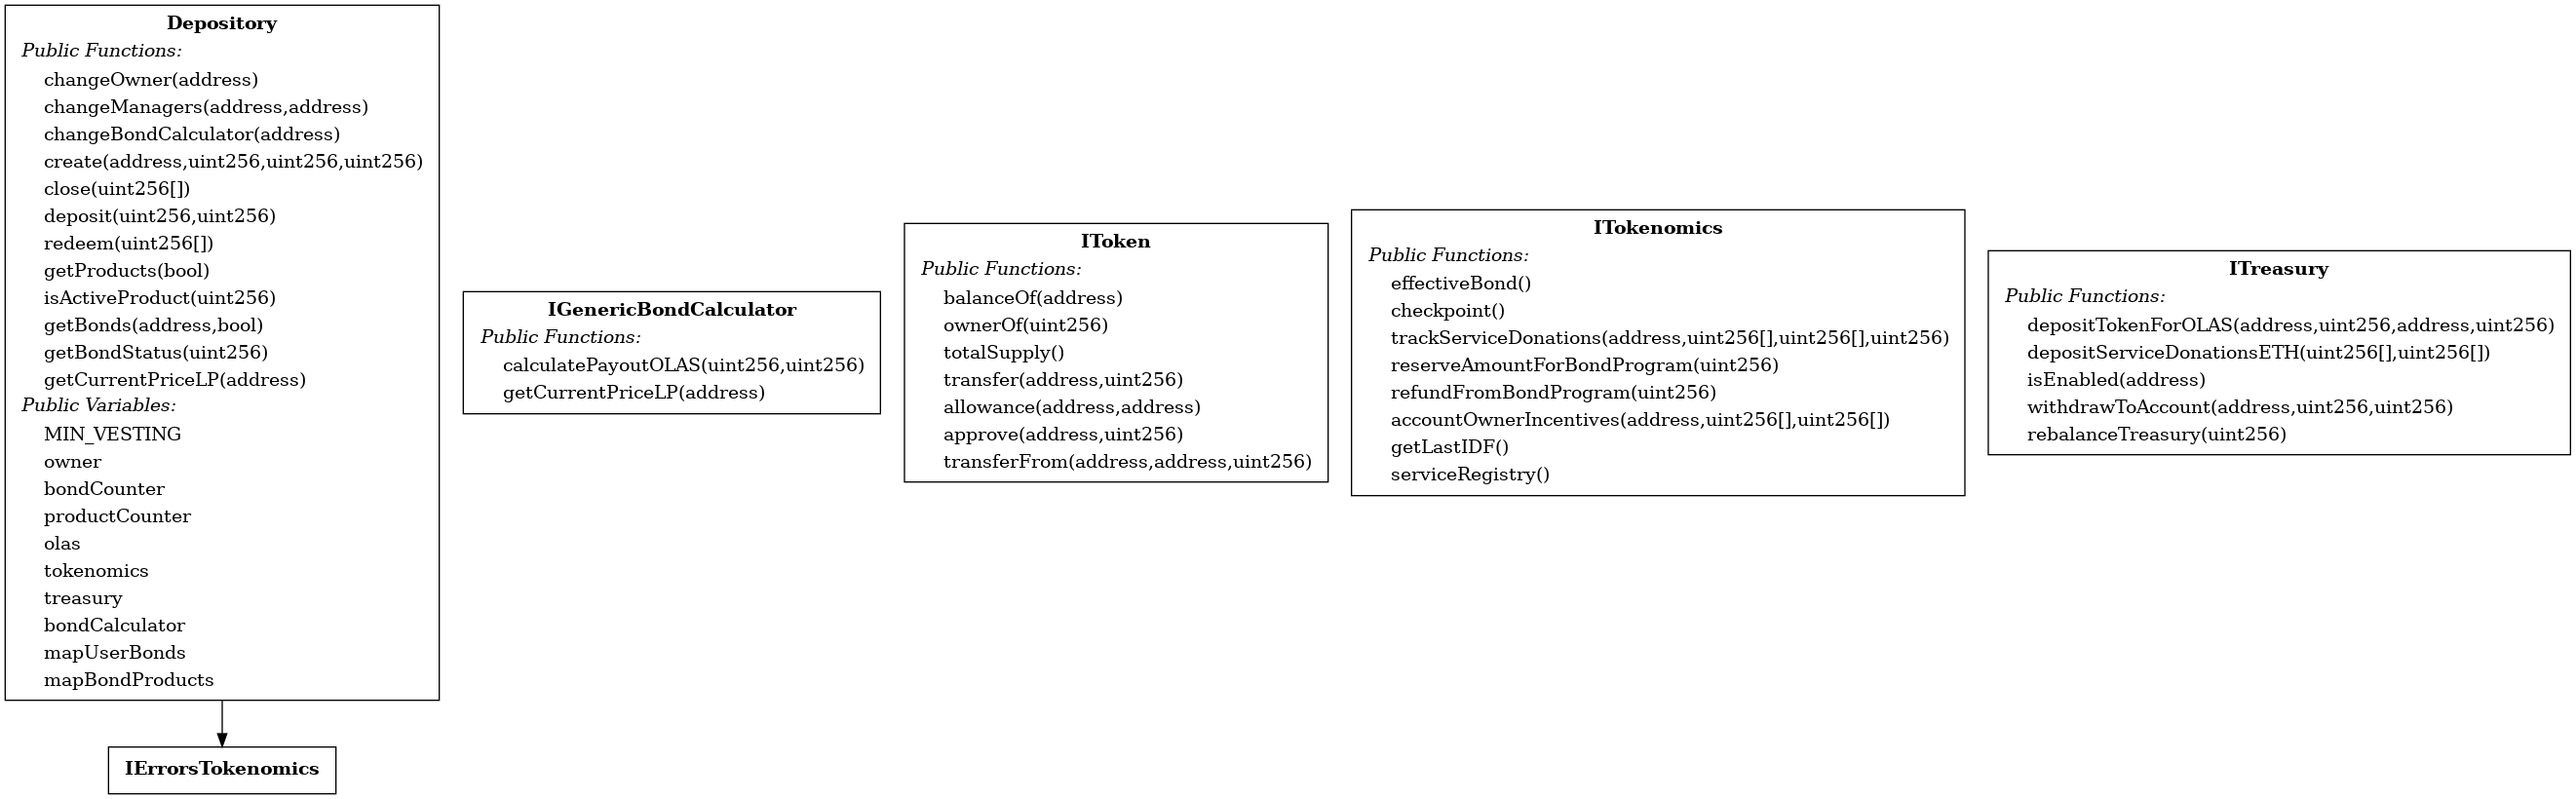 Depository
Public Functions:
changeOwner(address)
changeManagers(address,address)
changeBondCalculator(address)
create(address,uint256,uint256,uint256)
close(uint256[])
deposit(uint256,uint256)
redeem(uint256[])
getProducts(bool)
isActiveProduct(uint256)
getBonds(address,bool)
getBondStatus(uint256)
getCurrentPriceLP(address)
Public Variables:
MIN_VESTING
owner
bondCounter
productCounter
olas
tokenomics
treasury
bondCalculator
mapUserBonds
mapBondProducts
IErrorsTokenomics
IGenericBondCalculator
Public Functions:
calculatePayoutOLAS(uint256,uint256)
getCurrentPriceLP(address)
IToken
Public Functions:
balanceOf(address)
ownerOf(uint256)
totalSupply()
transfer(address,uint256)
allowance(address,address)
approve(address,uint256)
transferFrom(address,address,uint256)
ITokenomics
Public Functions:
effectiveBond()
checkpoint()
trackServiceDonations(address,uint256[],uint256[],uint256)
reserveAmountForBondProgram(uint256)
refundFromBondProgram(uint256)
accountOwnerIncentives(address,uint256[],uint256[])
getLastIDF()
serviceRegistry()
ITreasury
Public Functions:
depositTokenForOLAS(address,uint256,address,uint256)
depositServiceDonationsETH(uint256[],uint256[])
isEnabled(address)
withdrawToAccount(address,uint256,uint256)
rebalanceTreasury(uint256)